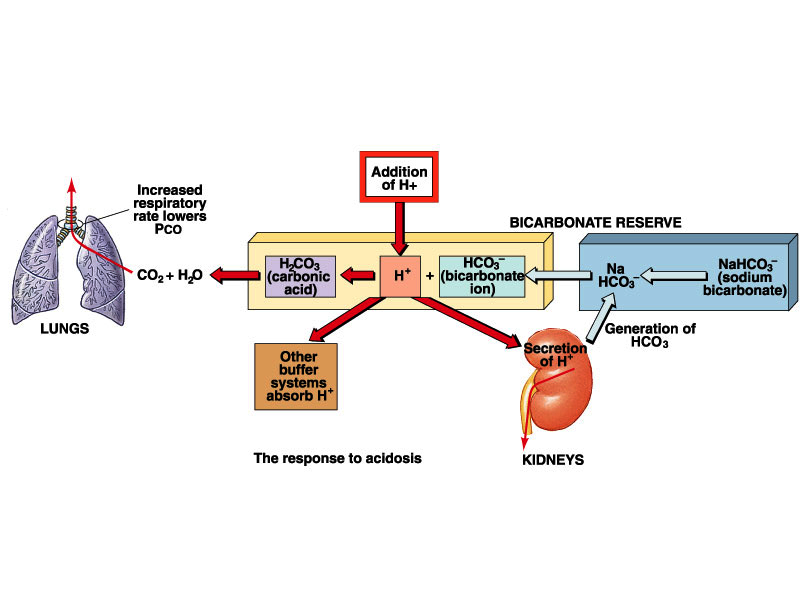 Addition
of H+
Increased
respiratory
rate lowers
PCO
BICARBONATE RESERVE
CO₂ + H₂O
H₂CO₃
(carbonic
acid)
H⁺
+
HCO₃⁻
(bicarbonate
ion)
Na
HCO₃⁻
NaHCO₃⁻
(sodium
bicarbonate)
LUNGS
Generation of
HCO₃
Other
buffer
systems
absorb H⁺
Secretion
of H⁺
The response to acidosis
KIDNEYS